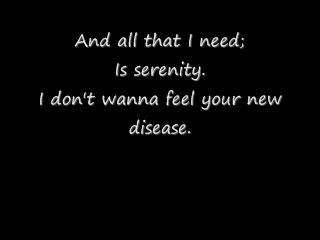 And all that I need;
Is serenity.
I don't wanna feel your new
disease.